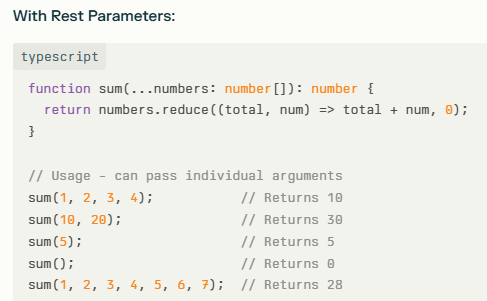 With Rest Parameters:
typescript
function sum(...numbers: number[]): number {
  return numbers.reduce((total, num) => total + num, 0);
}
// Usage - can pass individual arguments
sum(1, 2, 3, 4);           // Returns 10
sum(10, 20);               // Returns 30
sum(5);                    // Returns 5
sum();                     // Returns 0
sum(1, 2, 3, 4, 5, 6, 7);  // Returns 28